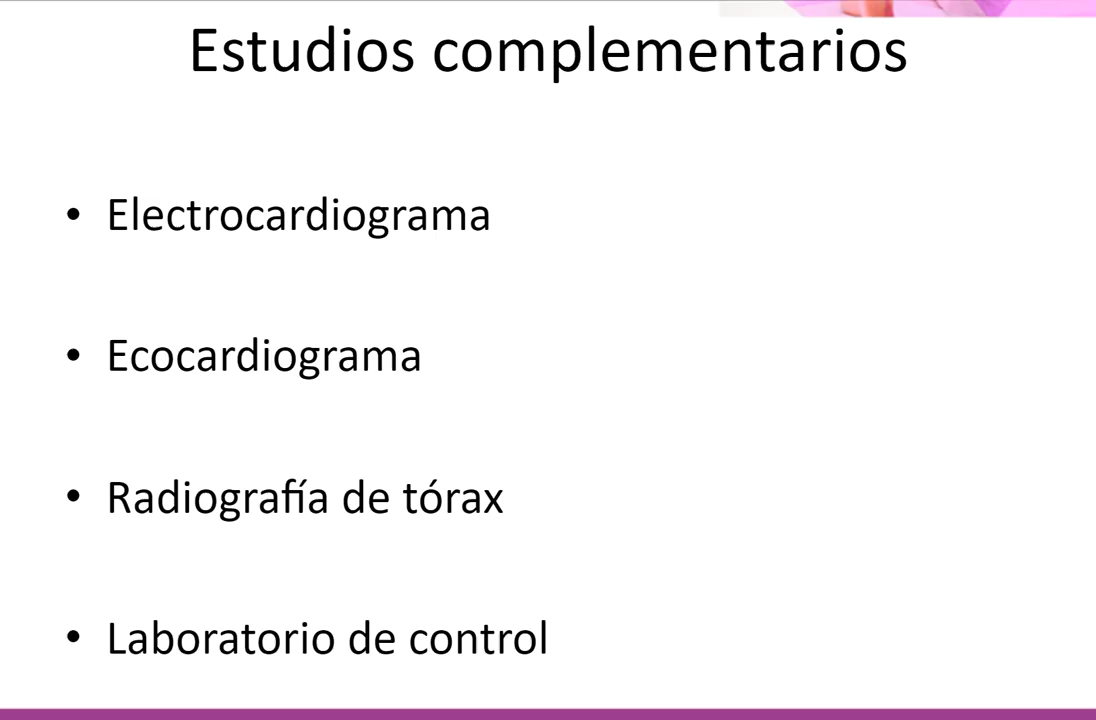 Estudios complementarios
• Electrocardiograma
• Ecocardiograma
• Radiografía de tórax
• Laboratorio de control